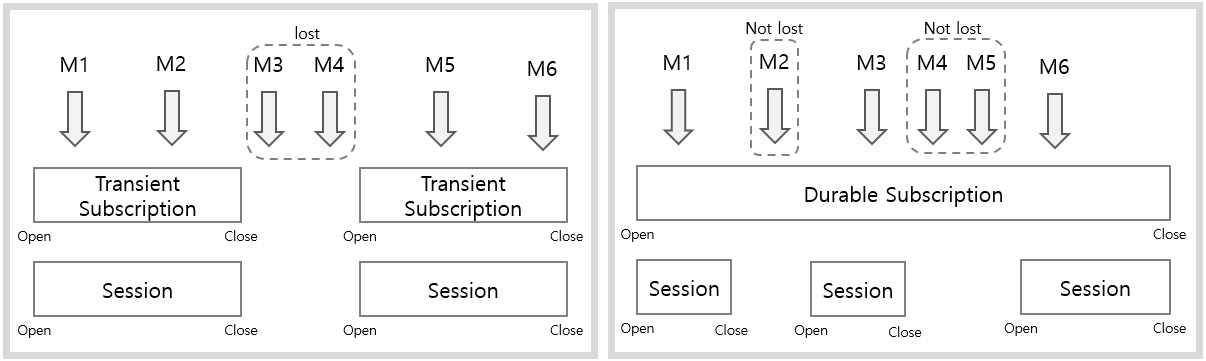 lost
M1 M2 M3 M4 M5 M6
Transient
Subscription
Transient
Subscription
Open Close Open Close
Session Session
Open Close Open Close
Not lost Not lost
M1 M2 M3 M4 M5 M6
Durable Subscription
Open Close
Session Session Session
Open Close Open Close Open Close